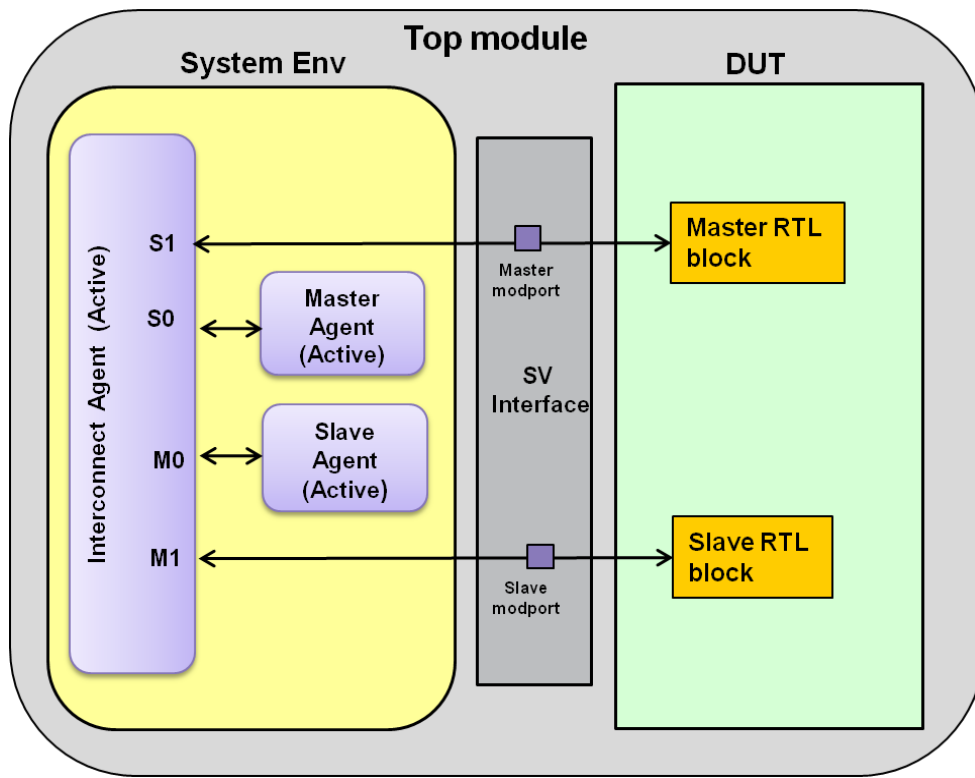 Top module
System Env
DUT
Interconnect Agent (Active)
S1
S0
M0
M1
Master
Agent
(Active)
Slave
Agent
(Active)
Master
modport
SV
Interface
Slave
modport
Master RTL
block
Slave RTL
block